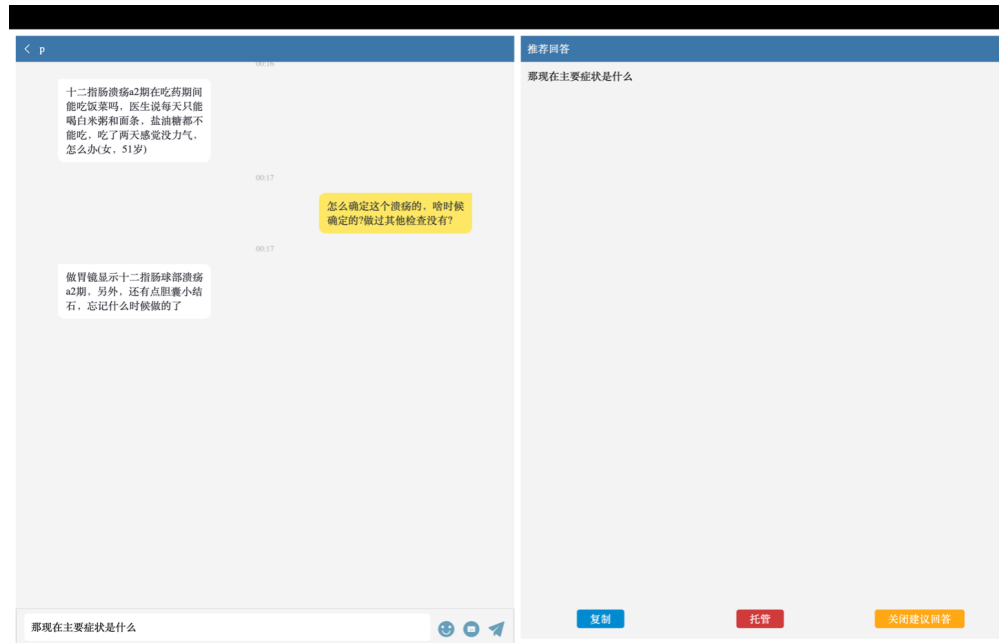 p
00:16
十二指肠溃疡a2期在吃药期间
能吃饭菜吗，医生说每天只能
喝白米粥和面条，盐油糖都不
能吃，吃了两天感觉没力气，
怎么办(女，51岁)
00:17
怎么确定这个溃疡的，啥时候
确定的?做过其他检查没有?
00:17
做胃镜显示十二指肠球部溃疡
a2期，另外，还有点胆囊小结
石，忘记什么时候做的了
那现在主要症状是什么
推荐回答
那现在主要症状是什么
复制
托管
关闭建议回答